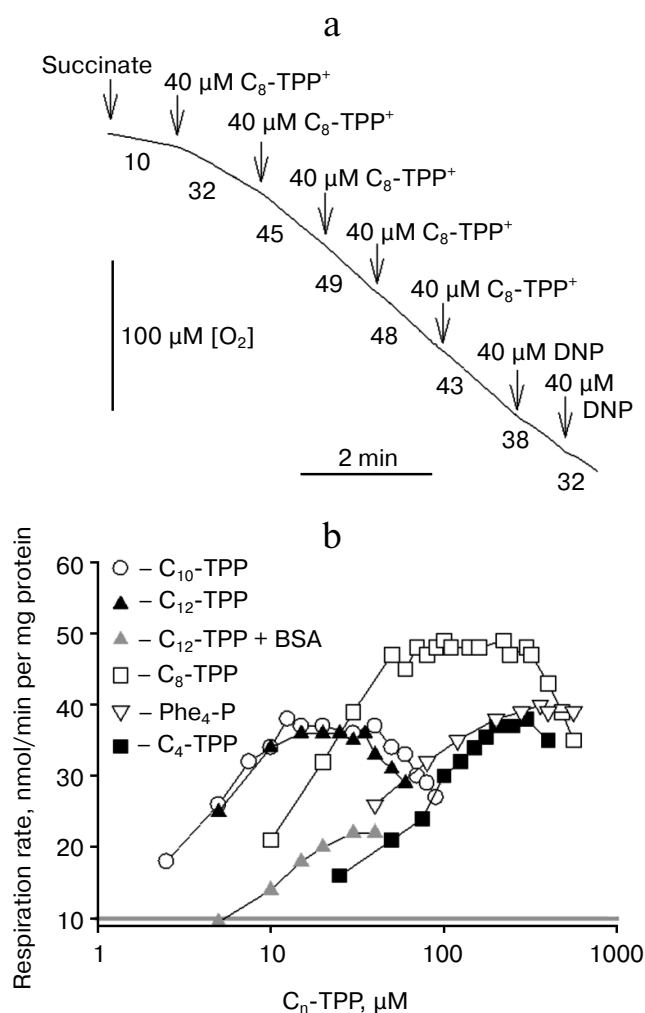 a
Succinate
40 µM C₈-TPP⁺
40 µM C₈-TPP⁺
40 µM C₈-TPP⁺
40 µM C₈-TPP⁺
40 µM C₈-TPP⁺
40 µM DNP
40 µM
DNP
10
32
45
49
48
43
38
32
100 µM [O₂]
2 min
b
Respiration rate, nmol/min per mg protein
60
50
40
30
20
10
– C₁₀-TPP
– C₁₂-TPP
– C₁₂-TPP + BSA
– C₈-TPP
– Phe₄-P
– C₄-TPP
1
10
100
1000
Cₙ-TPP, µM